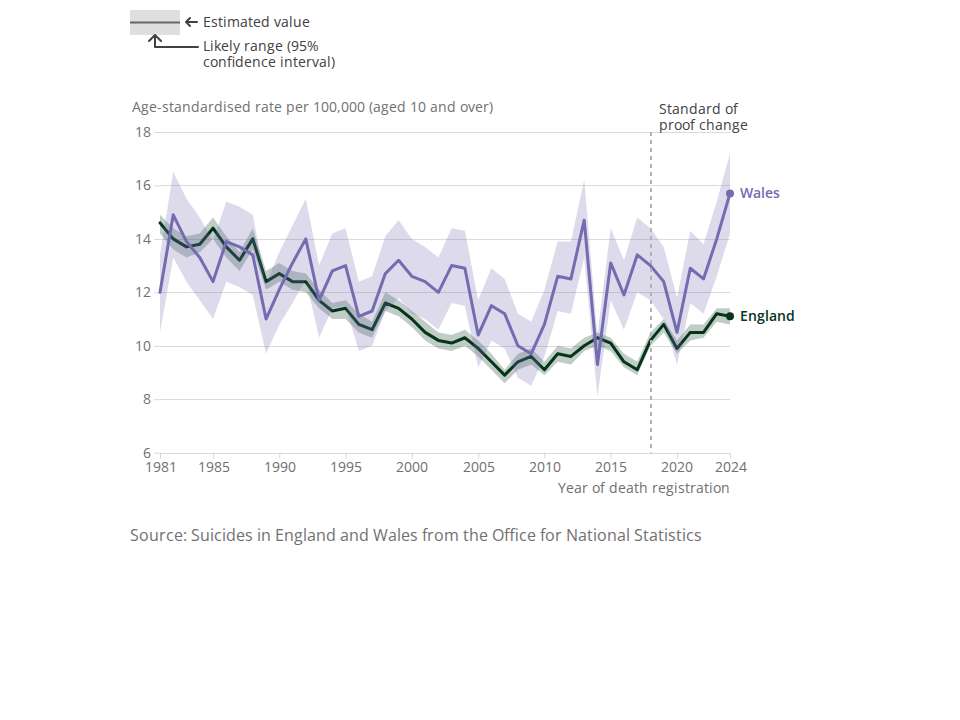 Estimated value
Likely range (95%
confidence interval)
Age-standardised rate per 100,000 (aged 10 and over)
Standard of
proof change
18
16
Wales
14
12
England
10
8
6
1981 1985 1990 1995 2000 2005 2010 2015 2020 2024
Year of death registration
Source: Suicides in England and Wales from the Office for National Statistics